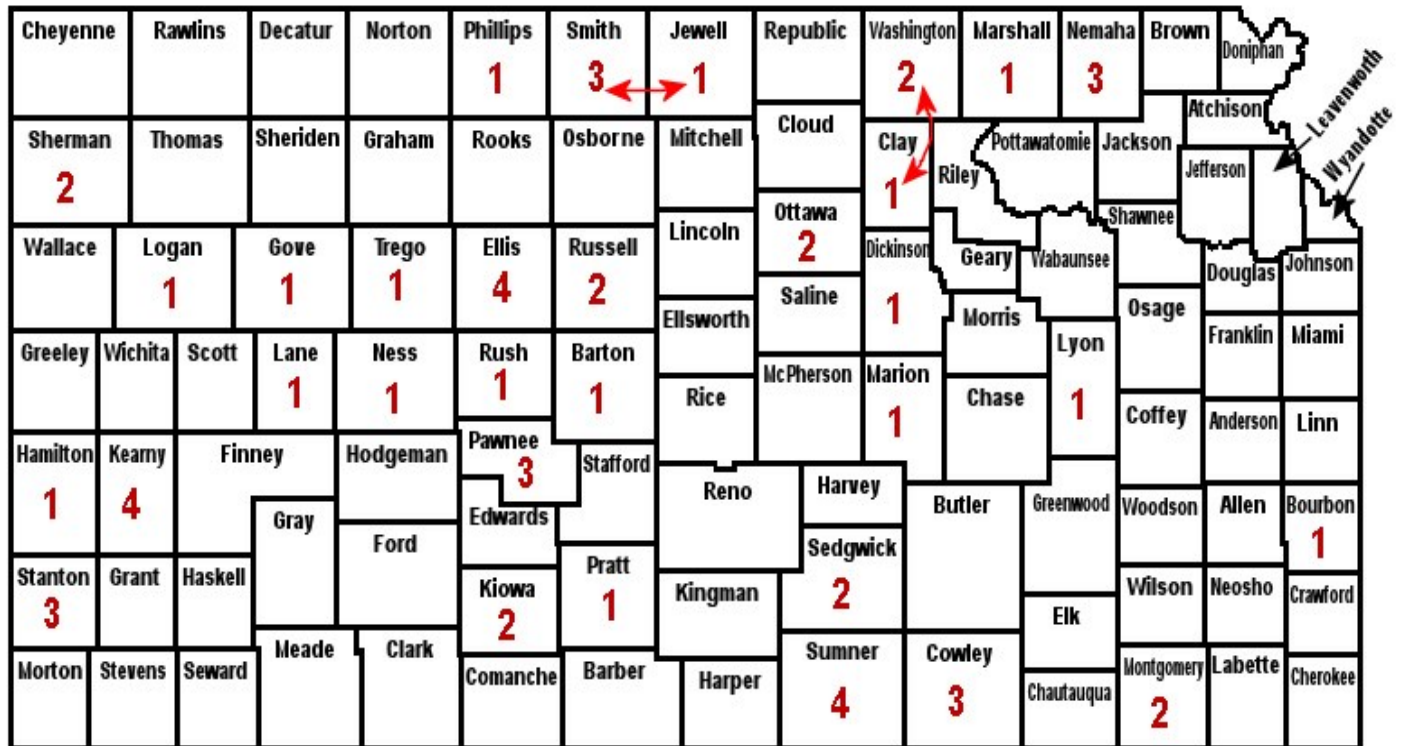 Cheyenne Rawlins Decatur Norton Phillips Smith Jewell Republic Washington Marshall Nemaha Brown Doniphan
1 3 1 2 1 3
Atchison Leavenworth Wyandotte
Sherman Thomas Sheriden Graham Rooks Osborne Mitchell Cloud Clay Riley Pottawatomie Jackson Jefferson
2 1
Ottawa Shawnee
2
Wallace Logan Gove Trego Ellis Russell Lincoln Dickinson Geary Wabaunsee Douglas Johnson
1 1 1 4 2 1
Saline Osage
Ellsworth Morris
Greeley Wichita Scott Lane Ness Rush Barton Lyon Franklin Miami
1 1 1 1 1
McPherson Marion
1
Rice Chase Coffey Anderson Linn
Hamilton Kearny Finney Hodgeman Pawnee Stafford
1 4 3
Reno Harvey Butler Greenwood Woodson Allen Bourbon
1
Gray Edwards
Ford Sedgwick
2
Stanton Grant Haskell Kiowa Pratt Kingman Wilson Neosho Crawford
3 2 1
Elk
Meade Clark Sumner Cowley
4 3
Morton Stevens Seward Comanche Barber Harper Chautauqua Montgomery Labette Cherokee
2